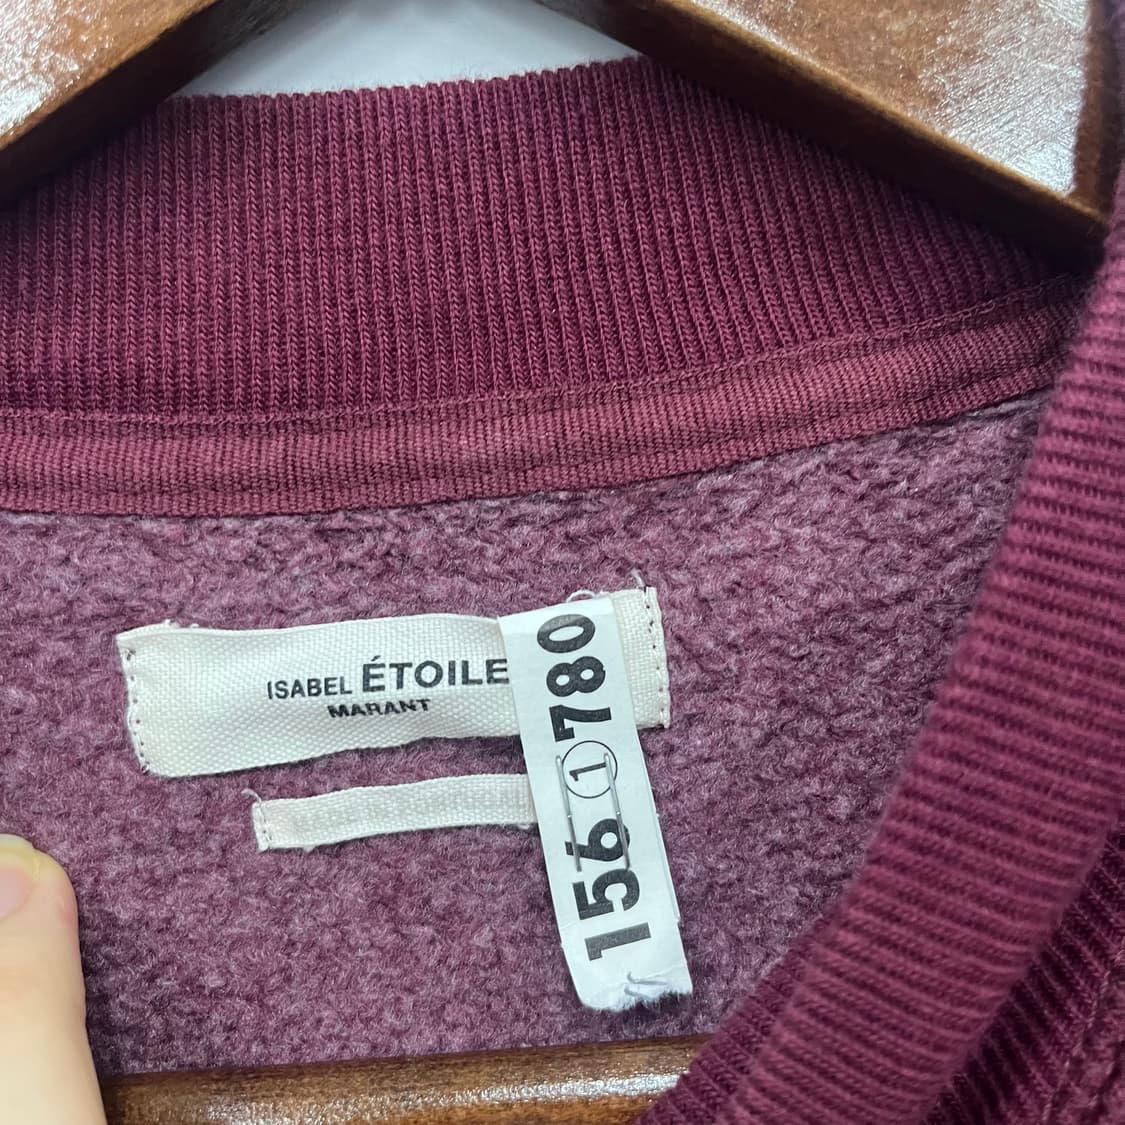 ISABEL ÉTOILE
MARANT
156 ① 780